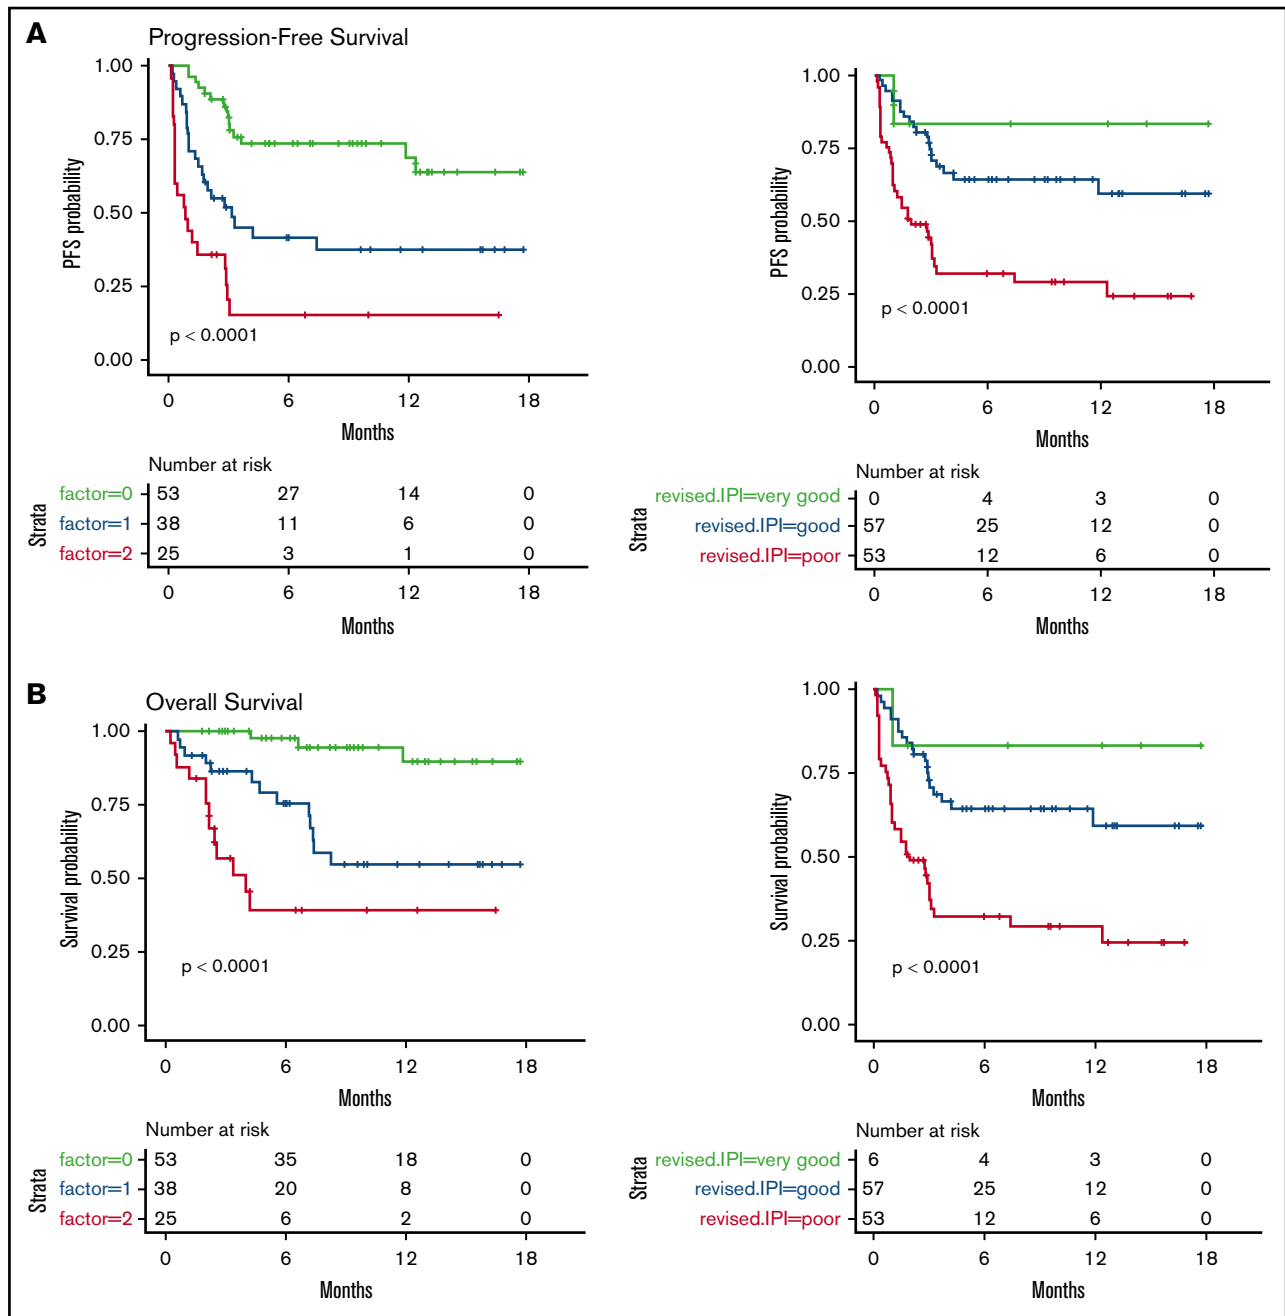 A
Progression-Free Survival
1.00
0.75
0.50
0.25
0.00
PFS probability
p < 0.0001
0 6 12 18
Months
Number at risk
Strata
factor=0 53 27 14 0
factor=1 38 11 6 0
factor=2 25 3 1 0
0 6 12 18
Months
1.00
0.75
0.50
0.25
0.00
PFS probability
p < 0.0001
0 6 12 18
Months
Number at risk
Strata
revised.IPI=very good 0 4 3 0
revised.IPI=good 57 25 12 0
revised.IPI=poor 53 12 6 0
0 6 12 18
Months
B
Overall Survival
1.00
0.75
0.50
0.25
0.00
Survival probability
p < 0.0001
0 6 12 18
Months
Number at risk
Strata
factor=0 53 35 18 0
factor=1 38 20 8 0
factor=2 25 6 2 0
0 6 12 18
Months
1.00
0.75
0.50
0.25
0.00
Survival probability
p < 0.0001
0 6 12 18
Months
Number at risk
Strata
revised.IPI=very good 6 4 3 0
revised.IPI=good 57 25 12 0
revised.IPI=poor 53 12 6 0
0 6 12 18
Months